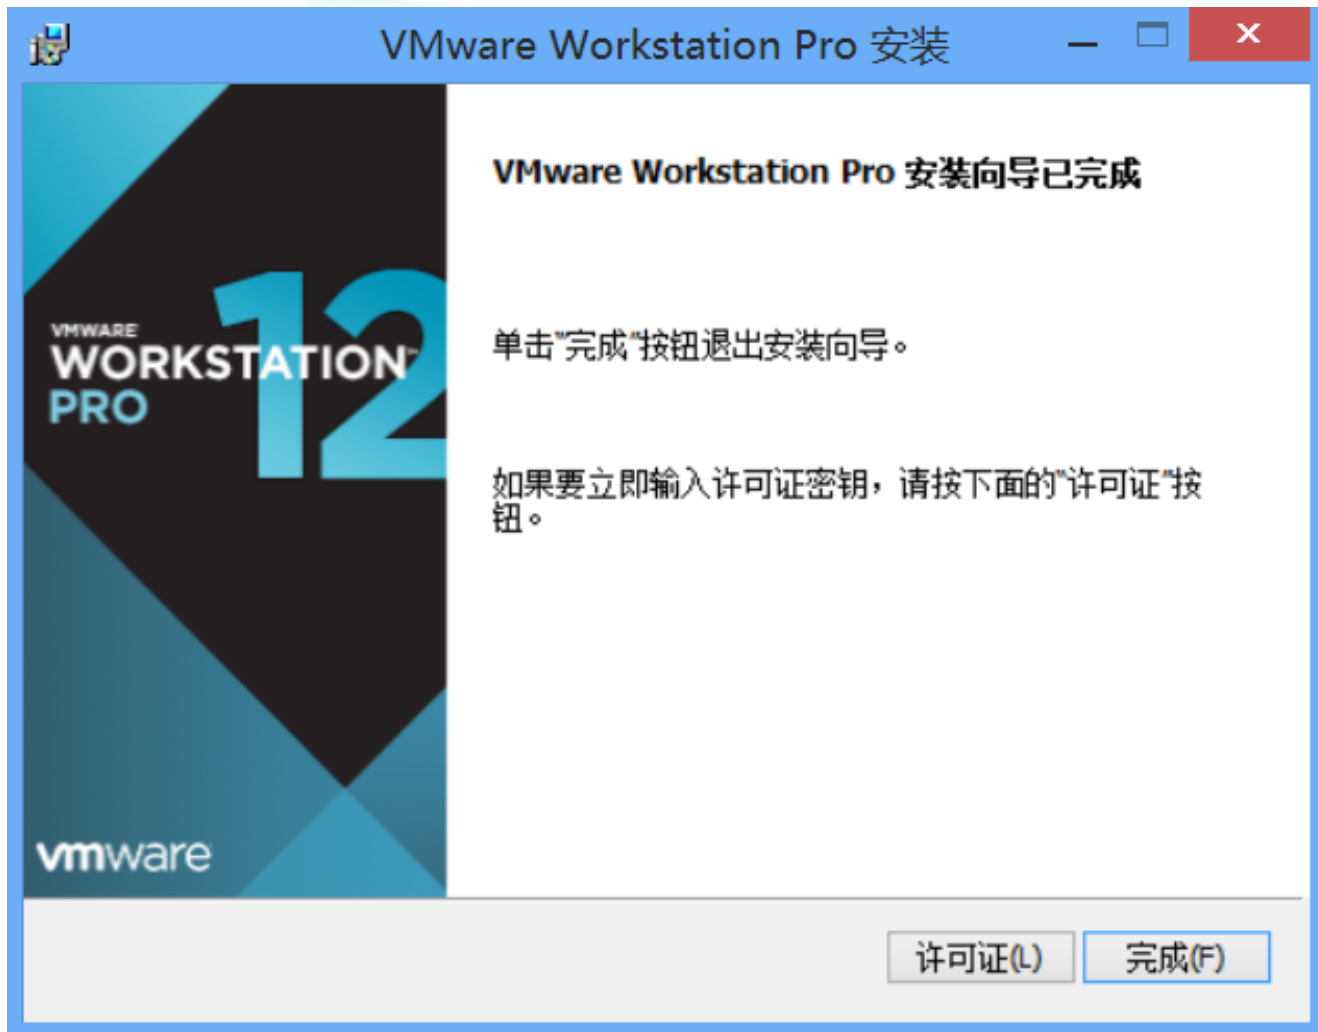 VMware Workstation Pro 安装
VMware Workstation Pro 安装向导已完成
单击"完成"按钮退出安装向导。
如果要立即输入许可证密钥，请按下面的"许可证"按
钮。
12
VMWARE
WORKSTATION™
PRO
vmware
许可证(L)
完成(F)